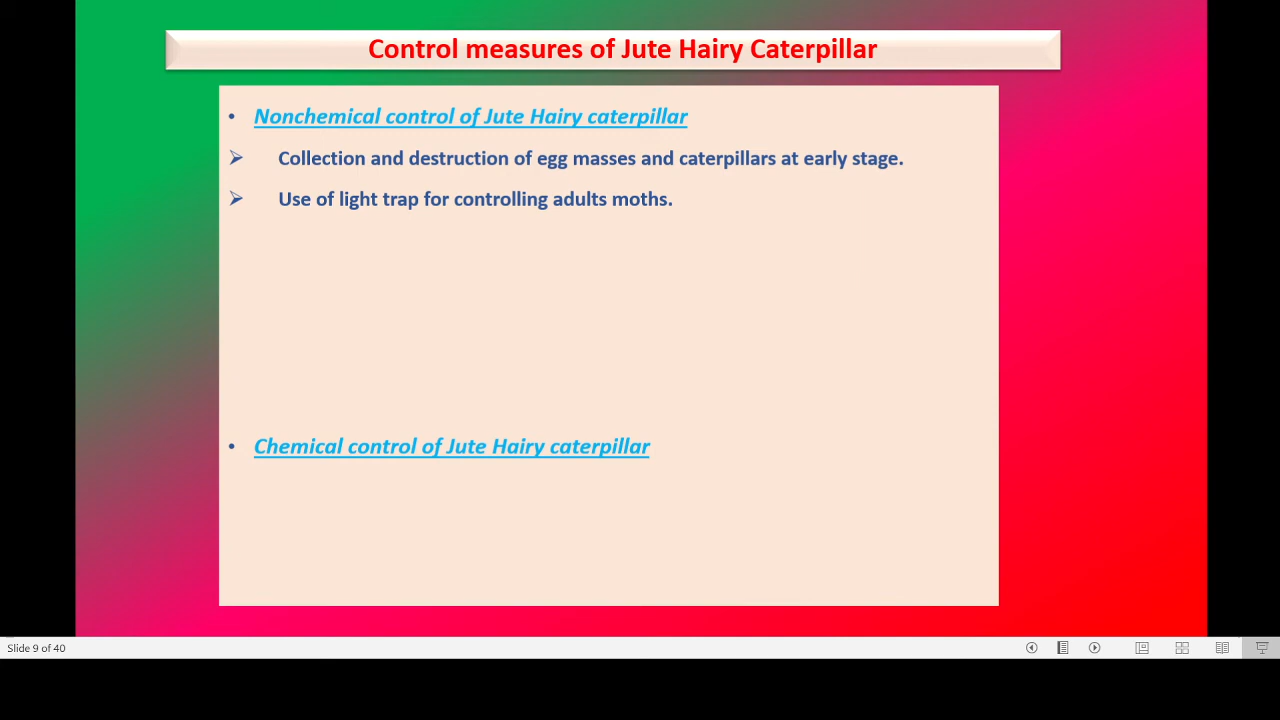 Control measures of Jute Hairy Caterpillar
• Nonchemical control of Jute Hairy caterpillar
➢ Collection and destruction of egg masses and caterpillars at early stage.
➢ Use of light trap for controlling adults moths.
• Chemical control of Jute Hairy caterpillar
Slide 9 of 40